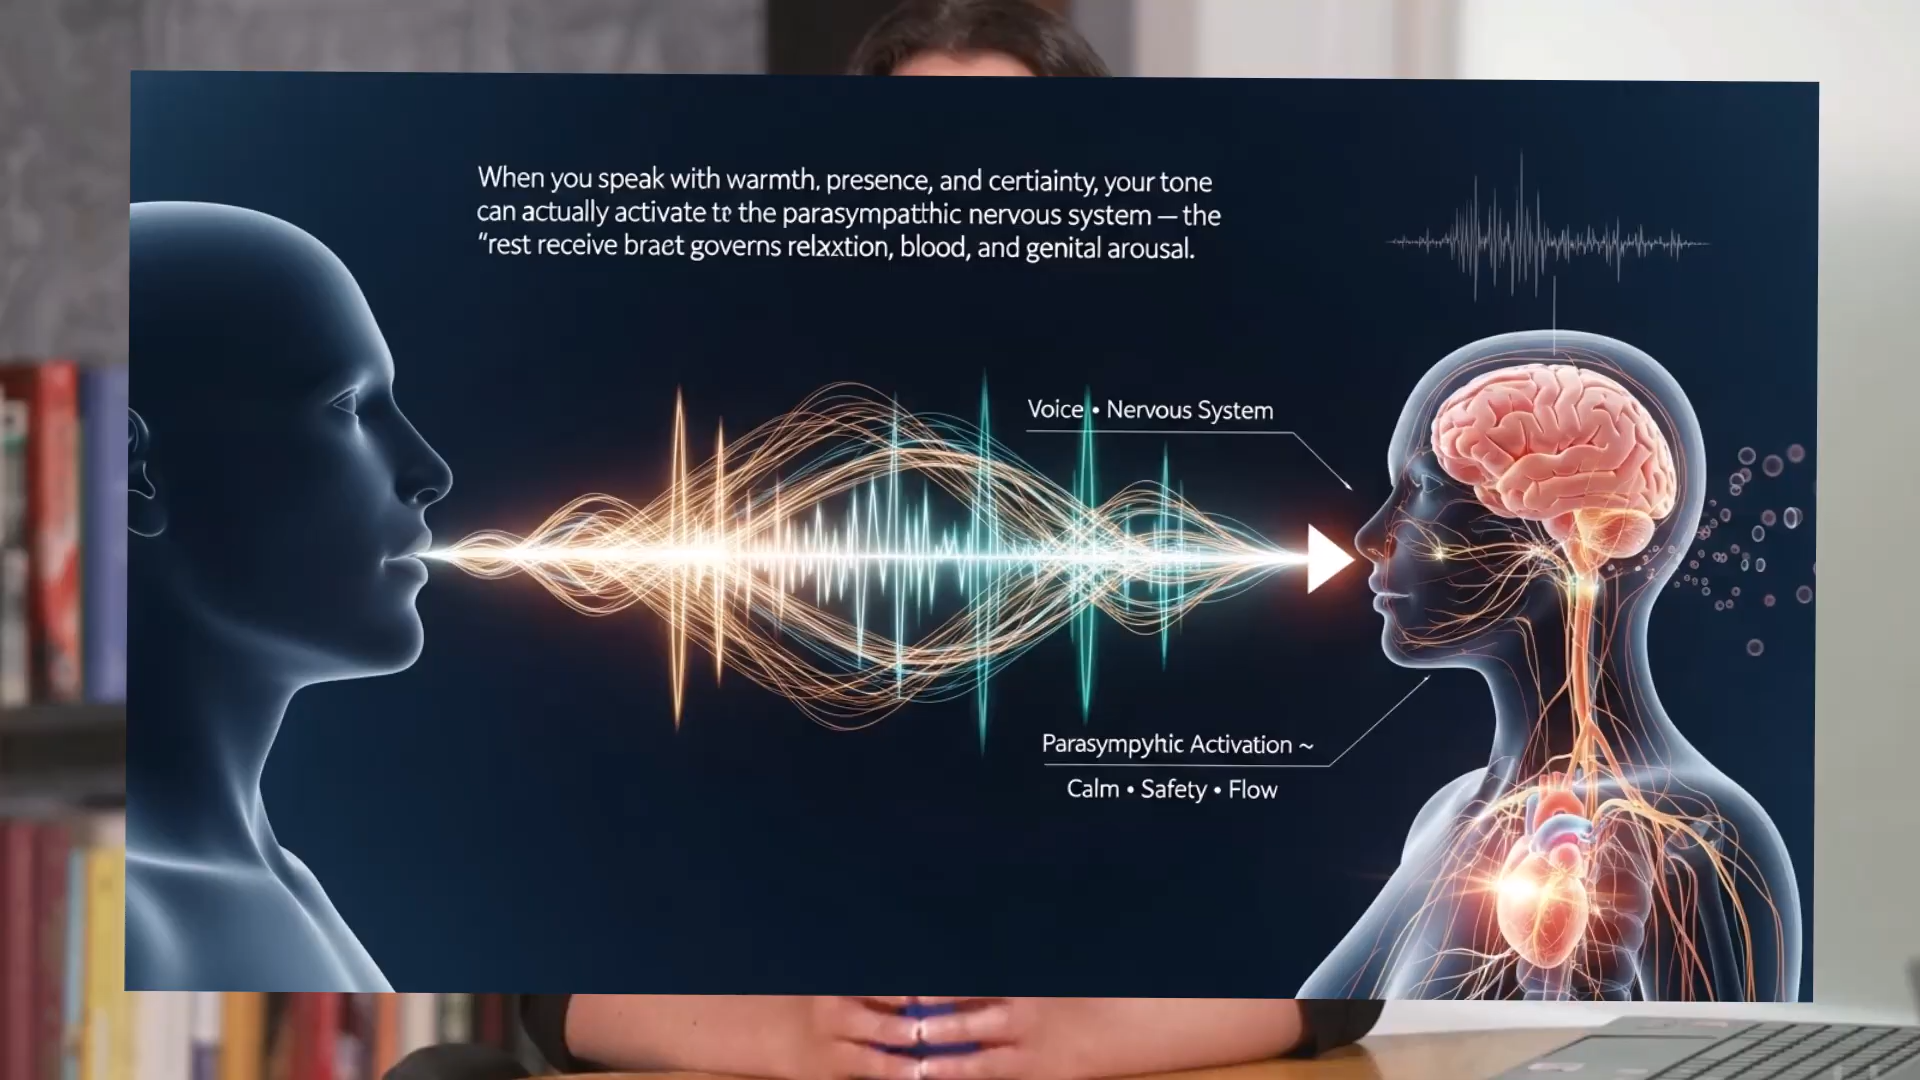 When you speak with warmth, presence, and certiainty, your tone
can actually activate tr the parasympatthic nervous system — the
"rest receive braet governs relxxtion, blood, and genital arousal.
Voice • Nervous System
Parasympyhic Activation ~
Calm • Safety • Flow